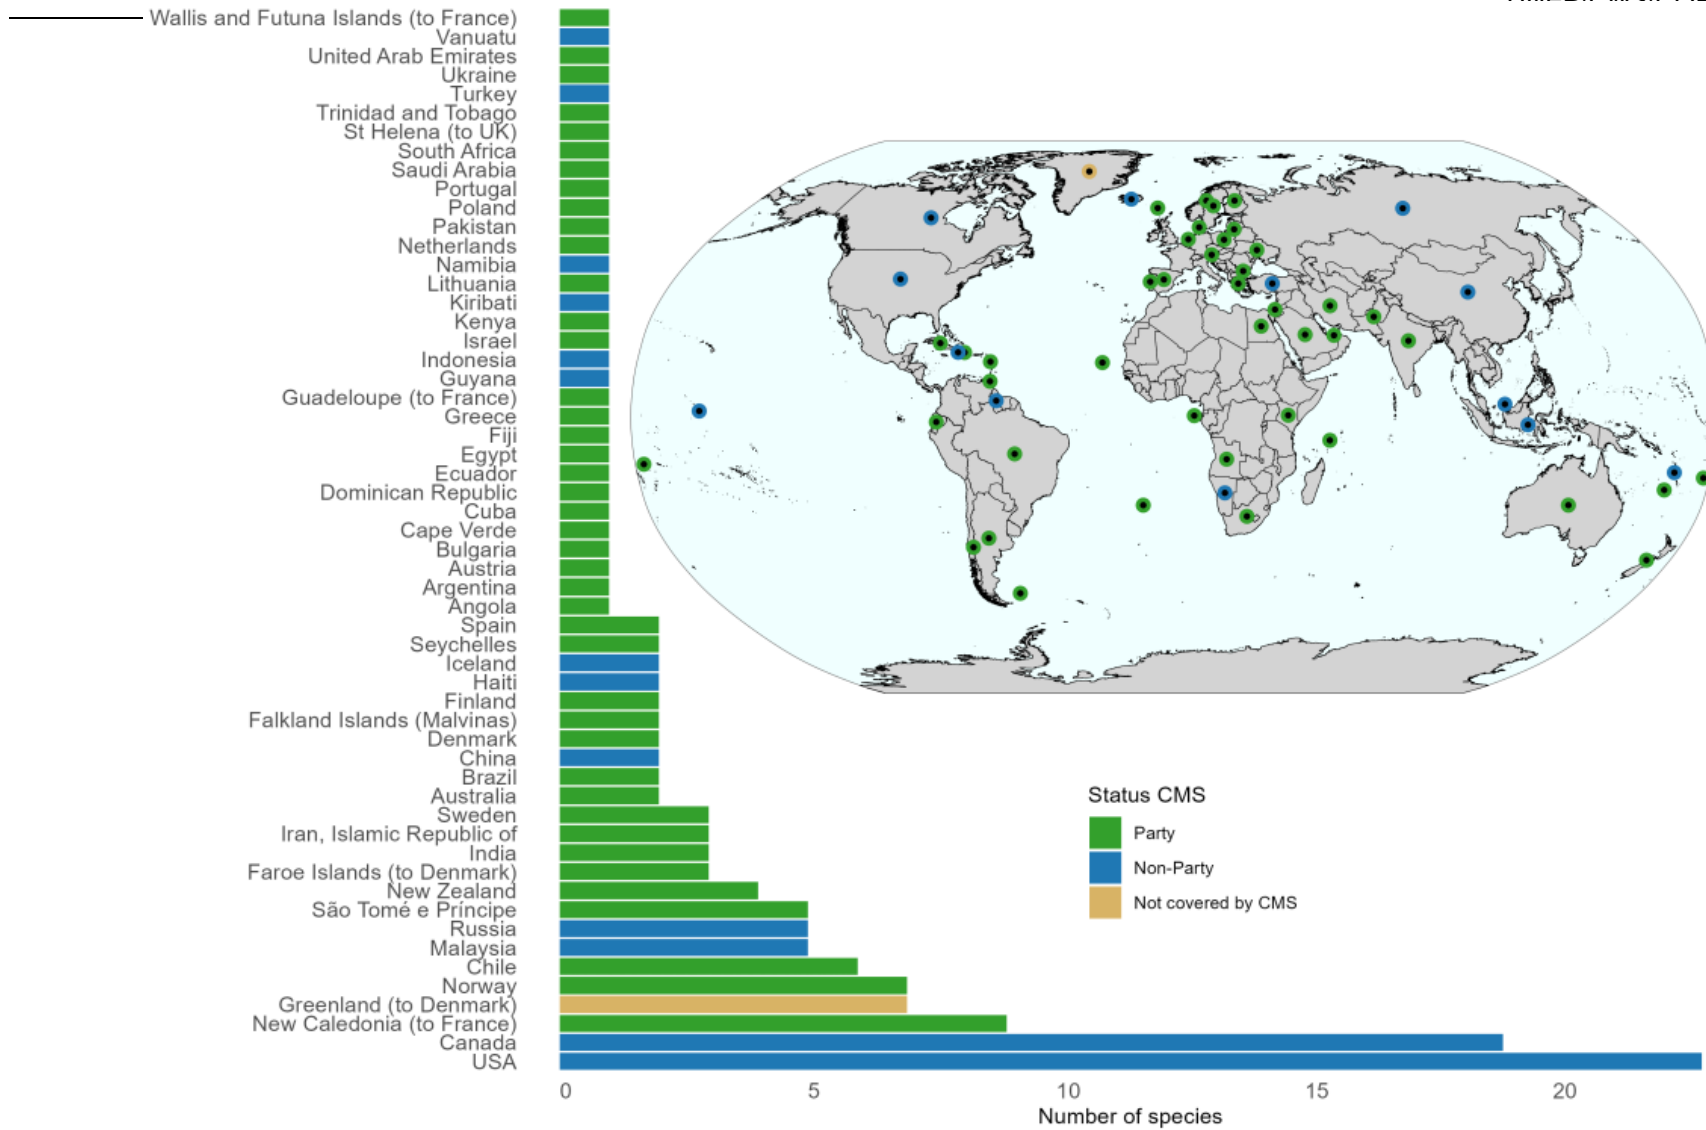 Wallis and Futuna Islands (to France)
Vanuatu
United Arab Emirates
Ukraine
Turkey
Trinidad and Tobago
St Helena (to UK)
South Africa
Saudi Arabia
Portugal
Poland
Pakistan
Netherlands
Namibia
Lithuania
Kiribati
Kenya
Israel
Indonesia
Guyana
Guadeloupe (to France)
Greece
Fiji
Egypt
Ecuador
Dominican Republic
Cuba
Cape Verde
Bulgaria
Austria
Argentina
Angola
Spain
Seychelles
Iceland
Haiti
Finland
Falkland Islands (Malvinas)
Denmark
China
Brazil
Australia
Sweden
Iran, Islamic Republic of
India
Faroe Islands (to Denmark)
New Zealand
São Tomé e Príncipe
Russia
Malaysia
Chile
Norway
Greenland (to Denmark)
New Caledonia (to France)
Canada
USA
Status CMS
Party
Non-Party
Not covered by CMS
0 5 10 15 20
Number of species